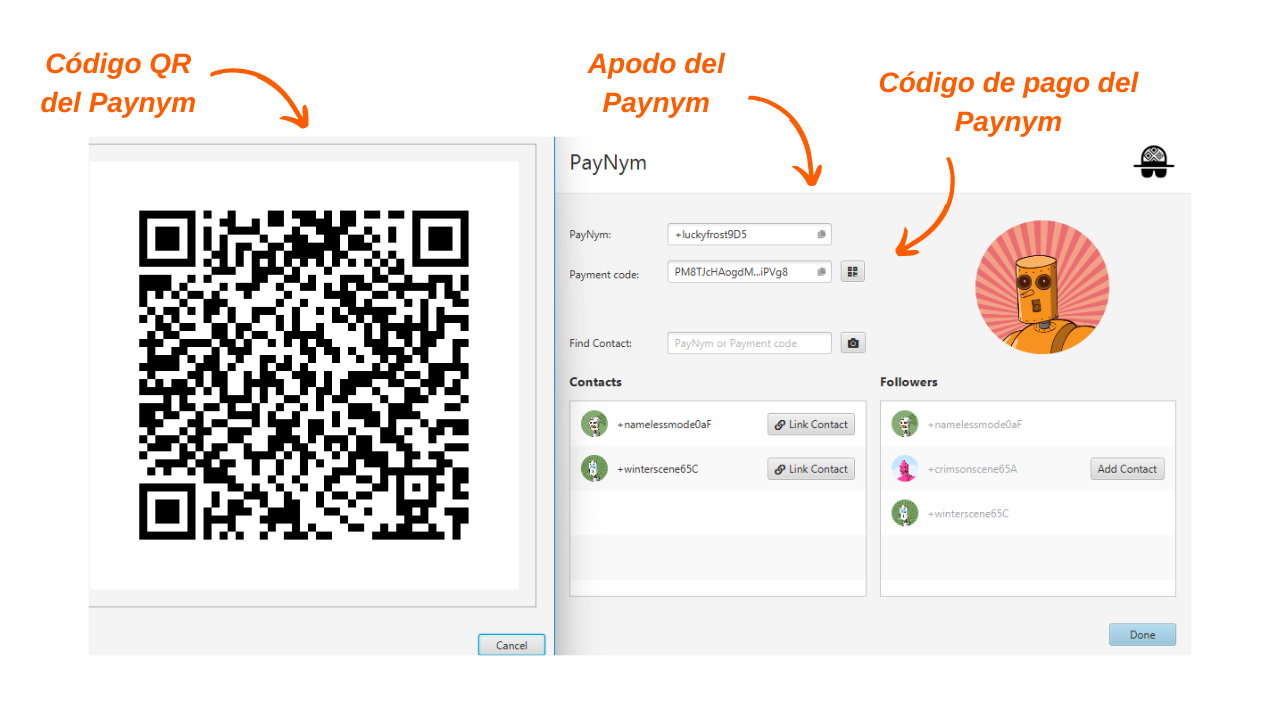 Código QR
del Paynym
Apodo del
Paynym
Código de pago del
Paynym
PayNym
PayNym:
+luckyfrost9D5
Payment code:
PM8TJcHAogdM...iPVg8
Find Contact:
PayNym or Payment code
Contacts
Followers
+namelessmode0aF
Link Contact
+namelessmode0aF
+winterscene65C
Link Contact
+crimsonscene65A
Add Contact
+winterscene65C
Cancel
Done